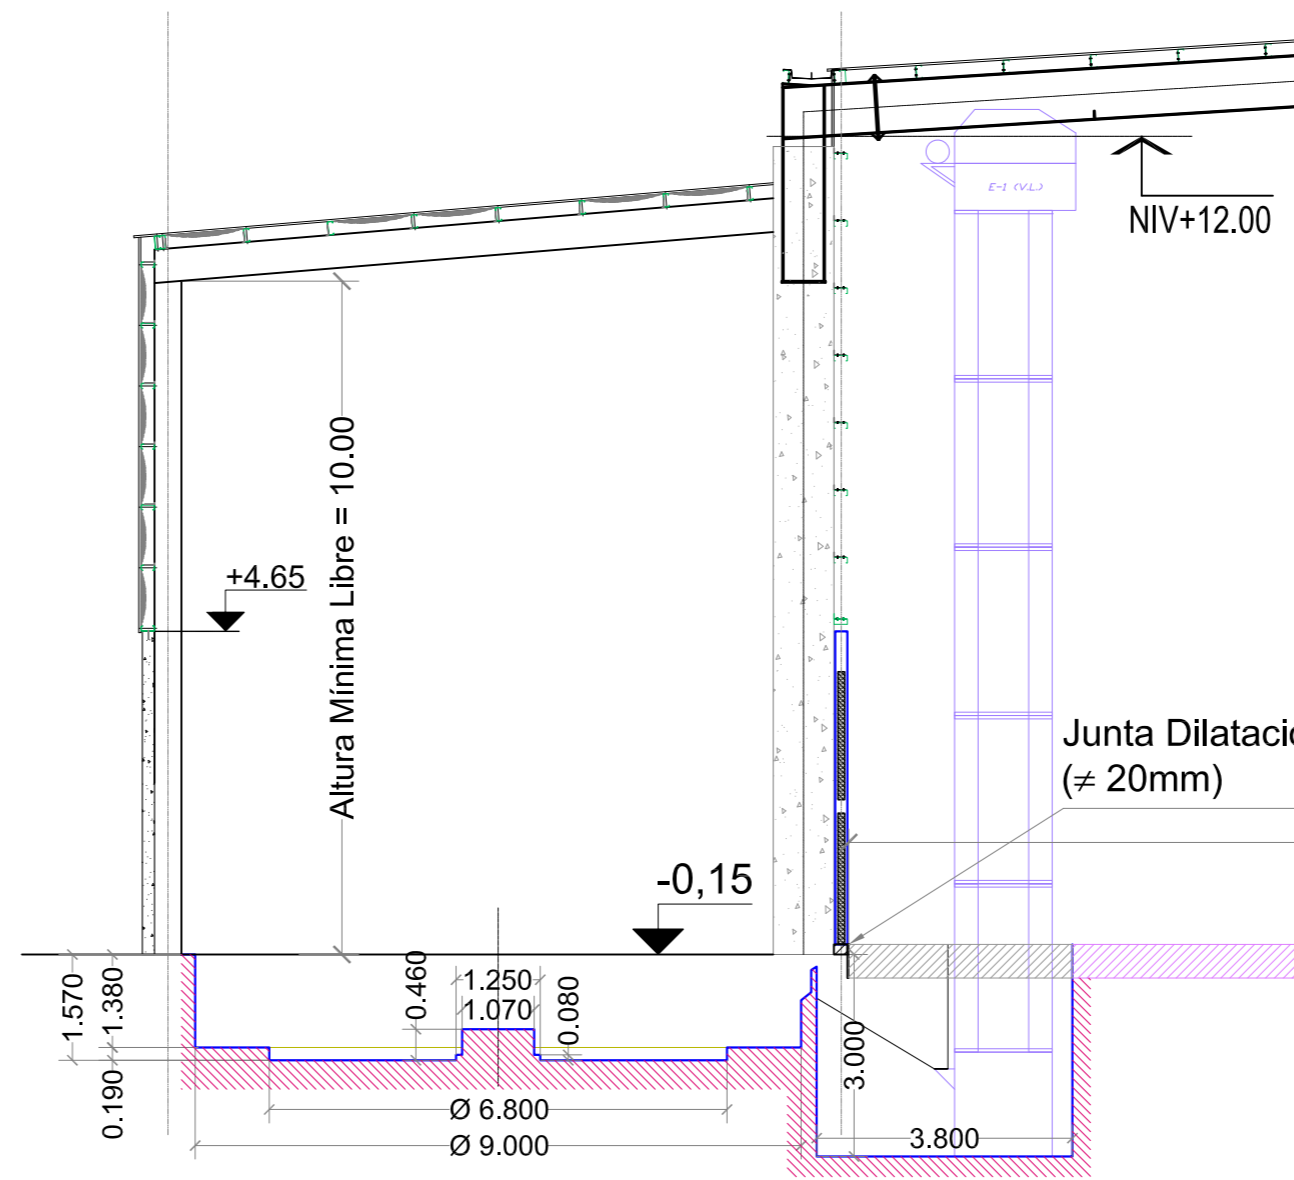 E-1 (V.L.)
NIV+12.00
+4.65
Altura Mínima Libre = 10.00
Junta Dilatació
(≠ 20mm)
-0,15
1.570
1.380
0.190
0.460
1.250
1.070
0.080
3.000
Ø 6.800
Ø 9.000
3.800